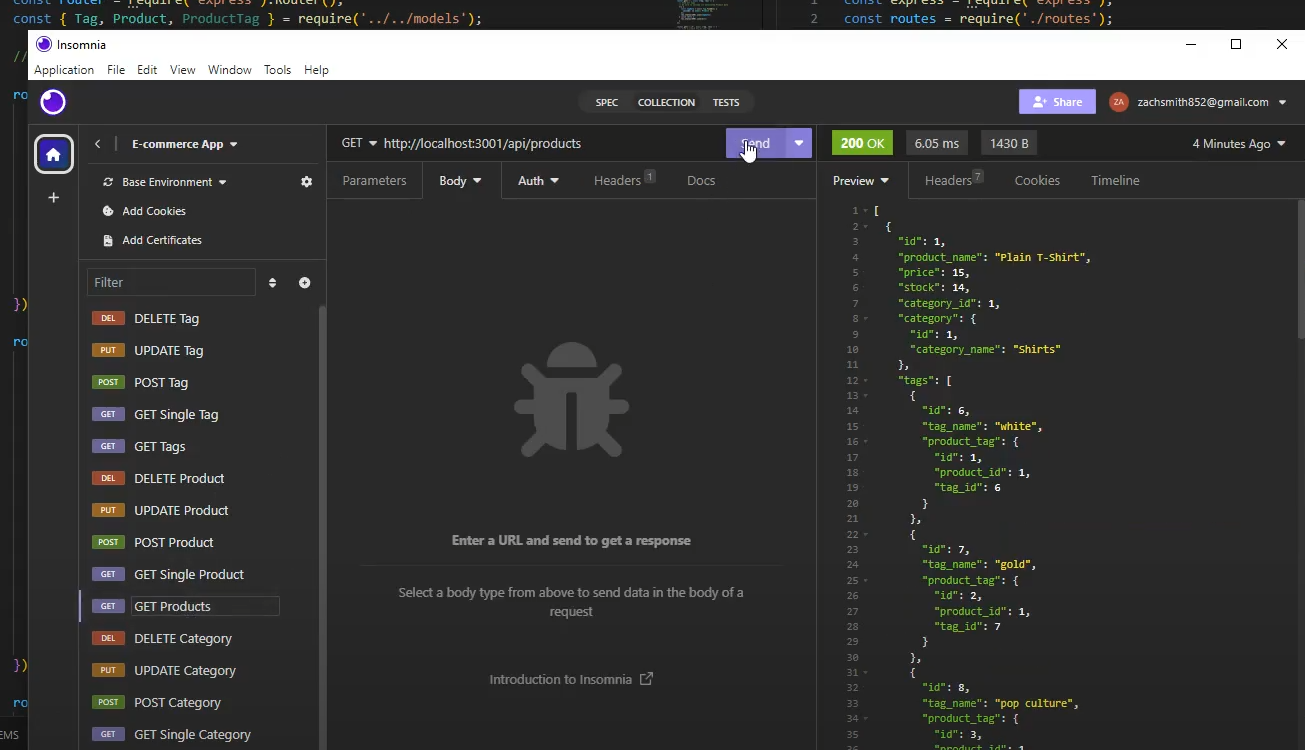 const { Tag, Product, ProductTag } = require('../../models');
2 const routes = require('./routes');
Insomnia
Application File Edit View Window Tools Help
SPEC COLLECTION TESTS
Share ZA zachsmith852@gmail.com
E-commerce App
GET http://localhost:3001/api/products
Send
200 OK 6.05 ms 1430 B 4 Minutes Ago
Base Environment
Add Cookies
Add Certificates
Parameters Body Auth Headers 1 Docs
Preview Headers 7 Cookies Timeline
Filter
DEL DELETE Tag
PUT UPDATE Tag
POST POST Tag
GET GET Single Tag
GET GET Tags
DEL DELETE Product
PUT UPDATE Product
POST POST Product
GET GET Single Product
GET GET Products
DEL DELETE Category
PUT UPDATE Category
POST POST Category
GET GET Single Category
Enter a URL and send to get a response
Select a body type from above to send data in the body of a
request
Introduction to Insomnia
1 [
2 {
3 "id": 1,
4 "product_name": "Plain T-Shirt",
5 "price": 15,
6 "stock": 14,
7 "category_id": 1,
8 "category": {
9 "id": 1,
10 "category_name": "Shirts"
11 },
12 "tags": [
13 {
14 "id": 6,
15 "tag_name": "white",
16 "product_tag": {
17 "id": 1,
18 "product_id": 1,
19 "tag_id": 6
20 }
21 },
22 {
23 "id": 7,
24 "tag_name": "gold",
25 "product_tag": {
26 "id": 2,
27 "product_id": 1,
28 "tag_id": 7
29 }
30 },
31 {
32 "id": 8,
33 "tag_name": "pop culture",
34 "product_tag": {
35 "id": 3,
//
ro
})
ro
})
ro
EMS